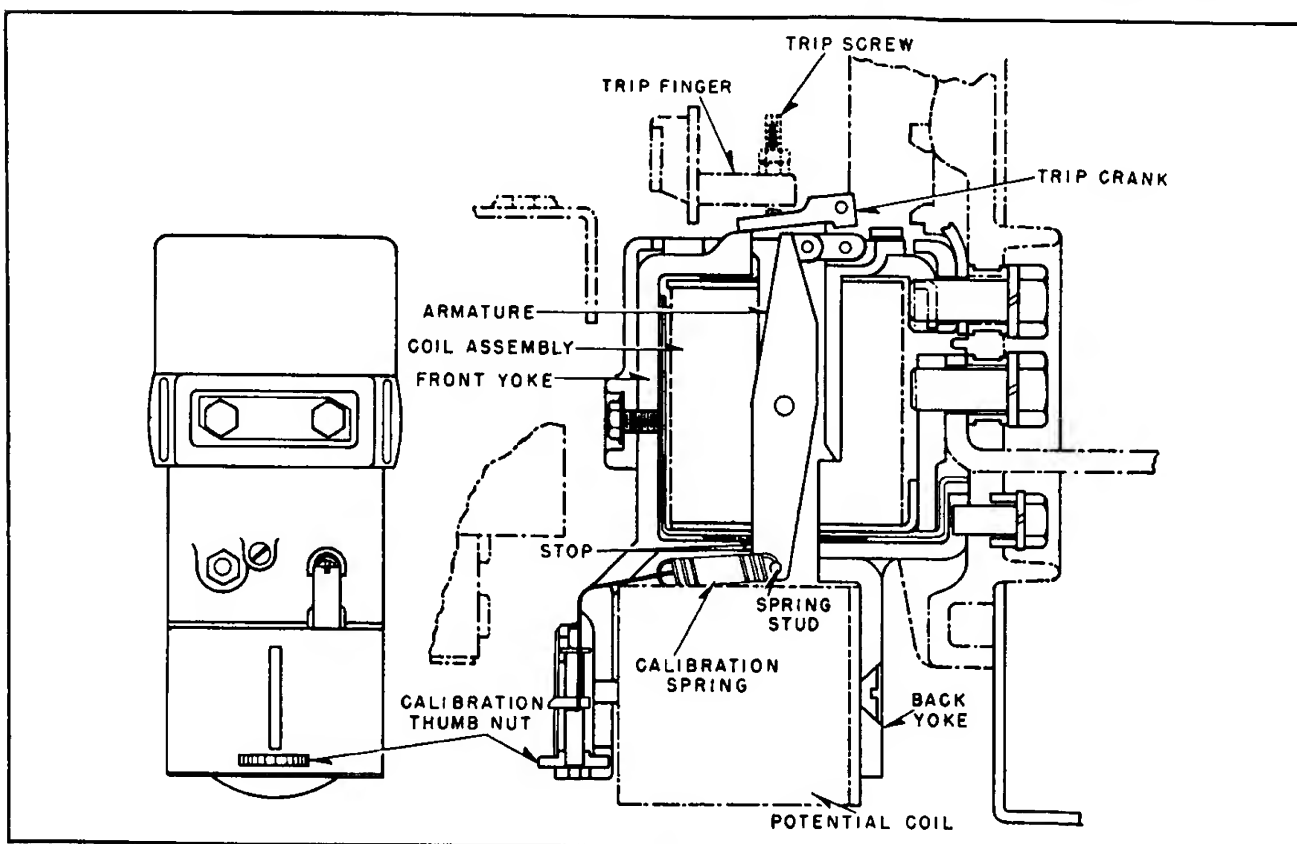 TRIP SCREW
TRIP FINGER
TRIP CRANK
ARMATURE
COIL ASSEMBLY
FRONT YOKE
STOP
SPRING
STUD
CALIBRATION
SPRING
CALIBRATION
THUMB NUT
BACK
YOKE
POTENTIAL COIL